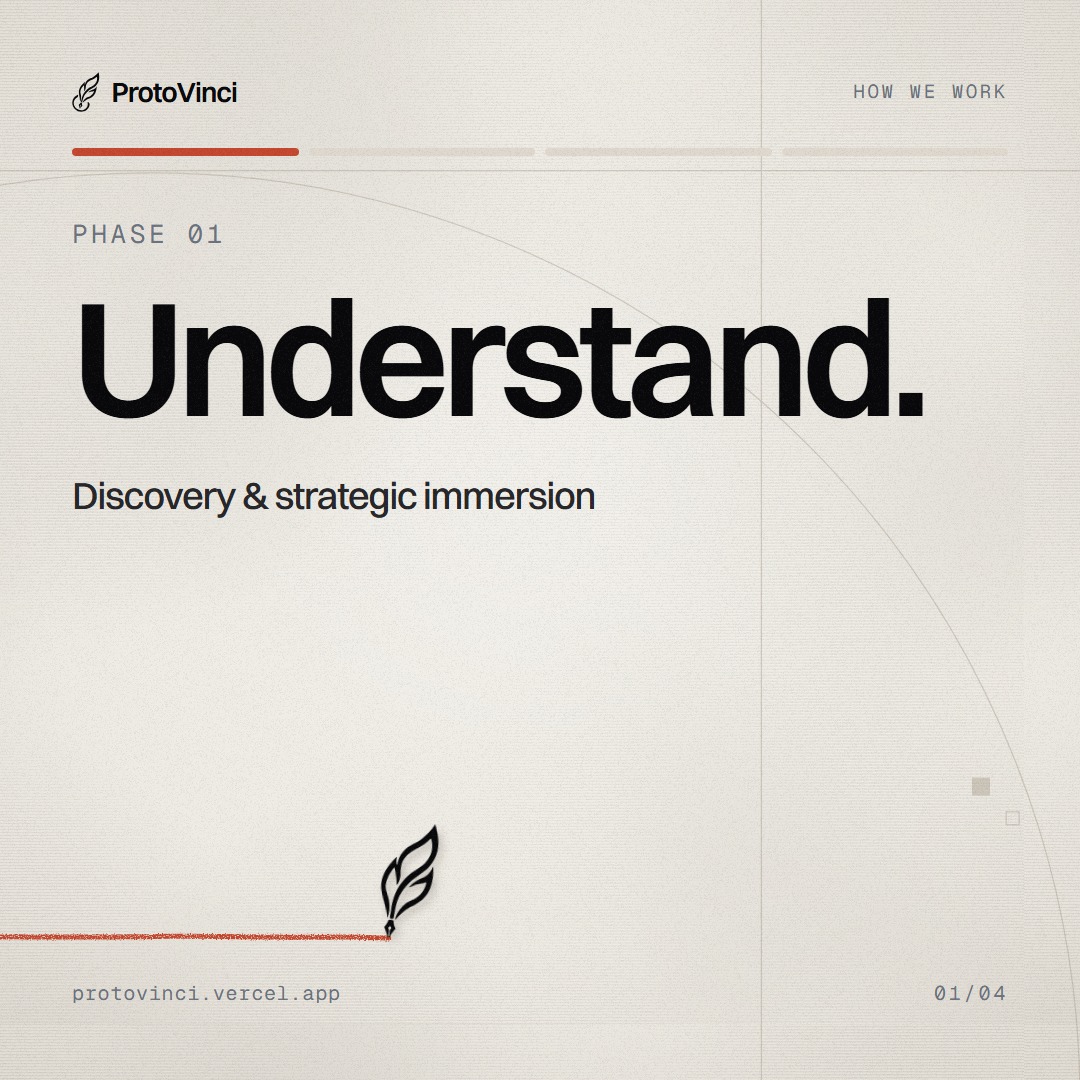 ProtoVinci
HOW WE WORK
PHASE 01
Understand.
Discovery & strategic immersion
protovinci.vercel.app
01/04